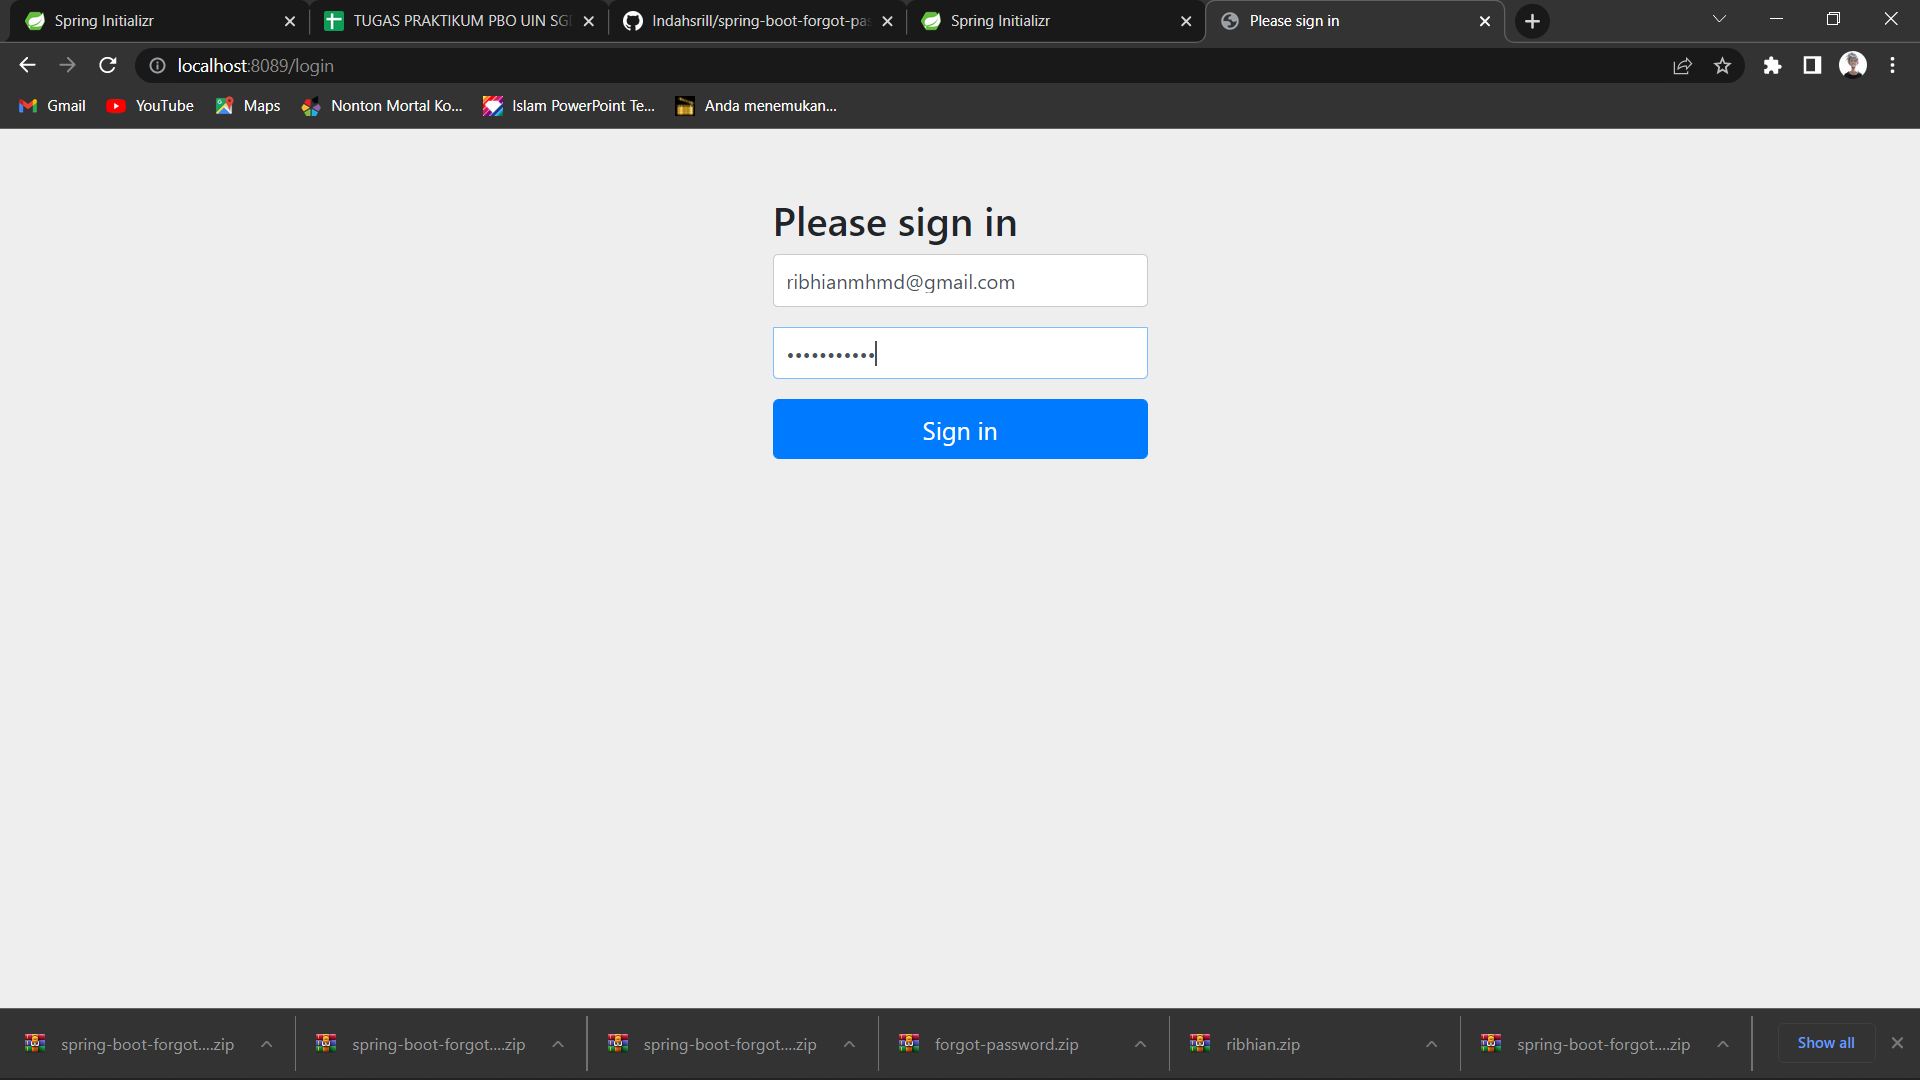 Spring Initializr
TUGAS PRAKTIKUM PBO UIN SGD
Indahsrill/spring-boot-forgot-pas
Spring Initializr
Please sign in
localhost:8089/login
Gmail
YouTube
Maps
Nonton Mortal Ko...
Islam PowerPoint Te...
Anda menemukan...
Please sign in
ribhianmhmd@gmail.com
•••••••••••
Sign in
spring-boot-forgot....zip
spring-boot-forgot....zip
spring-boot-forgot....zip
forgot-password.zip
ribhian.zip
spring-boot-forgot....zip
Show all